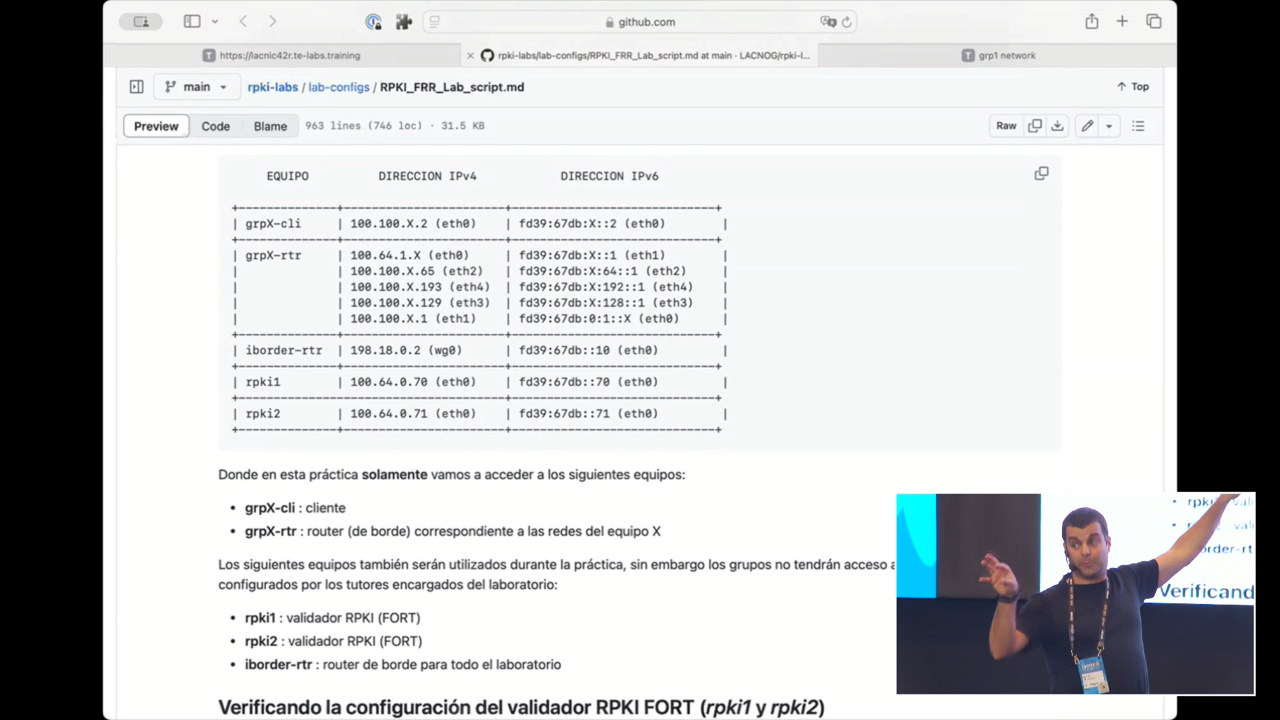 github.com
https://lacnic42r.te-labs.training
rpki-labs/lab-configs/RPKI_FRR_Lab_script.md at main · LACNOG/rpki-l...
grp1 network
main
rpki-labs / lab-configs / RPKI_FRR_Lab_script.md
Top
Preview Code Blame 963 lines (746 loc) · 31.5 KB
Raw
EQUIPO DIRECCION IPv4 DIRECCION IPv6
+--------------+-----------------------+-----------------------------+
| grpX-cli | 100.100.X.2 (eth0) | fd39:67db:X::2 (eth0) |
+--------------+-----------------------+-----------------------------+
| grpX-rtr | 100.64.1.X (eth0) | fd39:67db:X::1 (eth1) |
| | 100.100.X.65 (eth2) | fd39:67db:X:64::1 (eth2) |
| | 100.100.X.193 (eth4) | fd39:67db:X:192::1 (eth4) |
| | 100.100.X.129 (eth3) | fd39:67db:X:128::1 (eth3) |
| | 100.100.X.1 (eth1) | fd39:67db:0:1::X (eth0) |
+--------------+-----------------------+-----------------------------+
| iborder-rtr | 198.18.0.2 (wg0) | fd39:67db::10 (eth0) |
+--------------+-----------------------+-----------------------------+
| rpki1 | 100.64.0.70 (eth0) | fd39:67db::70 (eth0) |
+--------------+-----------------------+-----------------------------+
| rpki2 | 100.64.0.71 (eth0) | fd39:67db::71 (eth0) |
+--------------+-----------------------+-----------------------------+
Donde en esta práctica solamente vamos a acceder a los siguientes equipos:
• grpX-cli : cliente
• grpX-rtr : router (de borde) correspondiente a las redes del equipo X
Los siguientes equipos también serán utilizados durante la práctica, sin embargo los grupos no tendrán acceso a
configurados por los tutores encargados del laboratorio:
• rpki1 : validador RPKI (FORT)
• rpki2 : validador RPKI (FORT)
• iborder-rtr : router de borde para todo el laboratorio
Verificando la configuración del validador RPKI FORT (rpki1 y rpki2)
Verificand